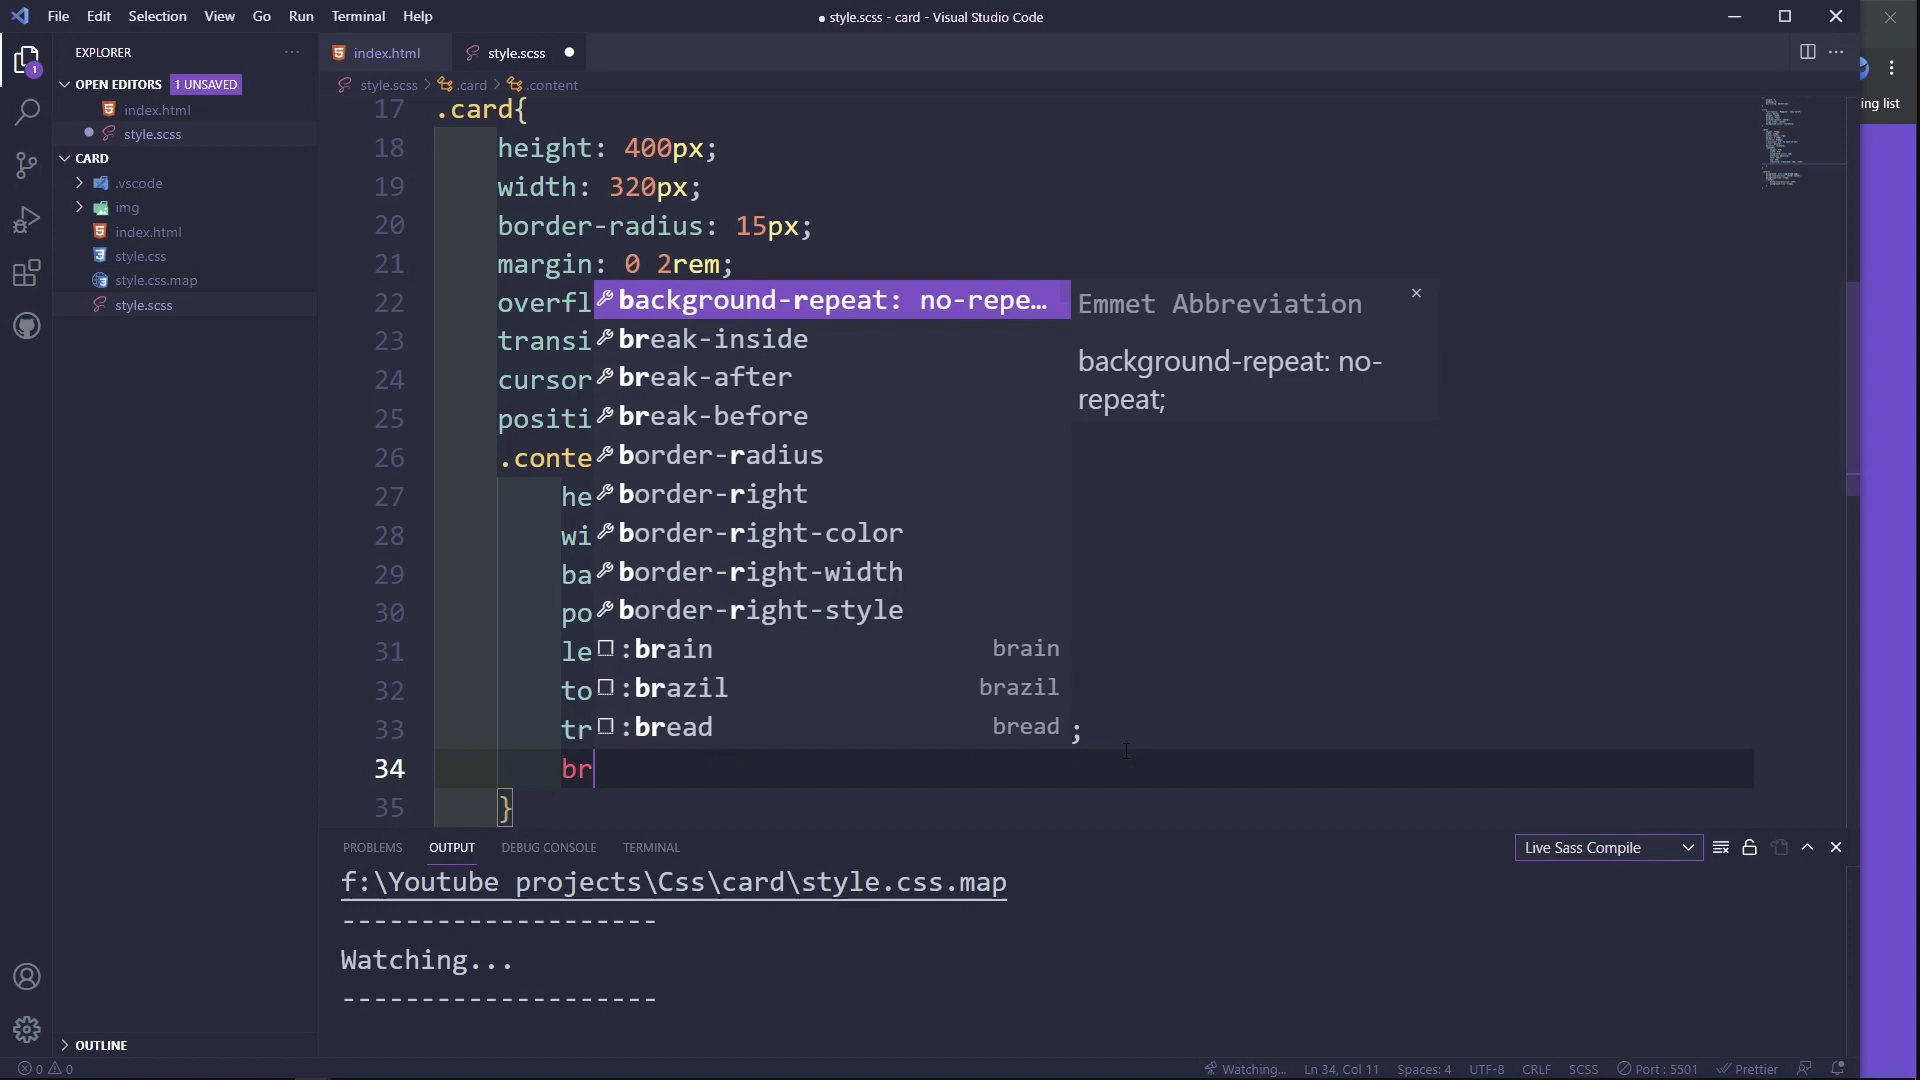 File Edit Selection View Go Run Terminal Help
● style.scss - card - Visual Studio Code
EXPLORER
OPEN EDITORS 1 UNSAVED
index.html
style.scss
CARD
.vscode
img
index.html
style.css
style.css.map
style.scss
OUTLINE
1
index.html style.scss
style.scss > .card > .content
17 .card{
18 height: 400px;
19 width: 320px;
20 border-radius: 15px;
21 margin: 0 2rem;
22 overfl
23 transi
24 cursor
25 positi
26 .conte
27 he
28 wi
29 ba
30 po
31 le
32 to
33 tr ;
34 br
35 }
background-repeat: no-repe…
break-inside
break-after
break-before
border-radius
border-right
border-right-color
border-right-width
border-right-style
:brain brain
:brazil brazil
:bread bread
Emmet Abbreviation
background-repeat: no-
repeat;
ing list
PROBLEMS OUTPUT DEBUG CONSOLE TERMINAL
Live Sass Compile
f:\Youtube projects\Css\card\style.css.map
--------------------
Watching...
--------------------
0 0 Watching... Ln 34, Col 11 Spaces: 4 UTF-8 CRLF SCSS Port : 5501 Prettier